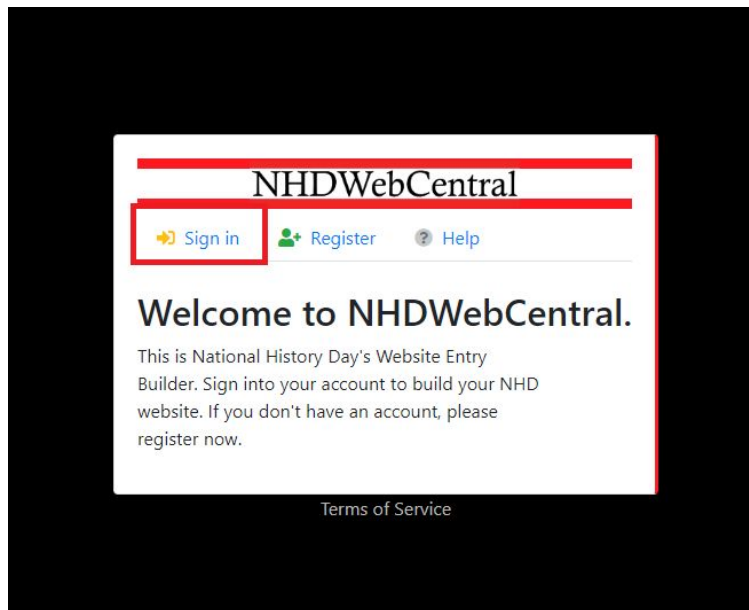 NHDWebCentral
Sign in Register Help
Welcome to NHDWebCentral.
This is National History Day's Website Entry
Builder. Sign into your account to build your NHD
website. If you don't have an account, please
register now.
Terms of Service